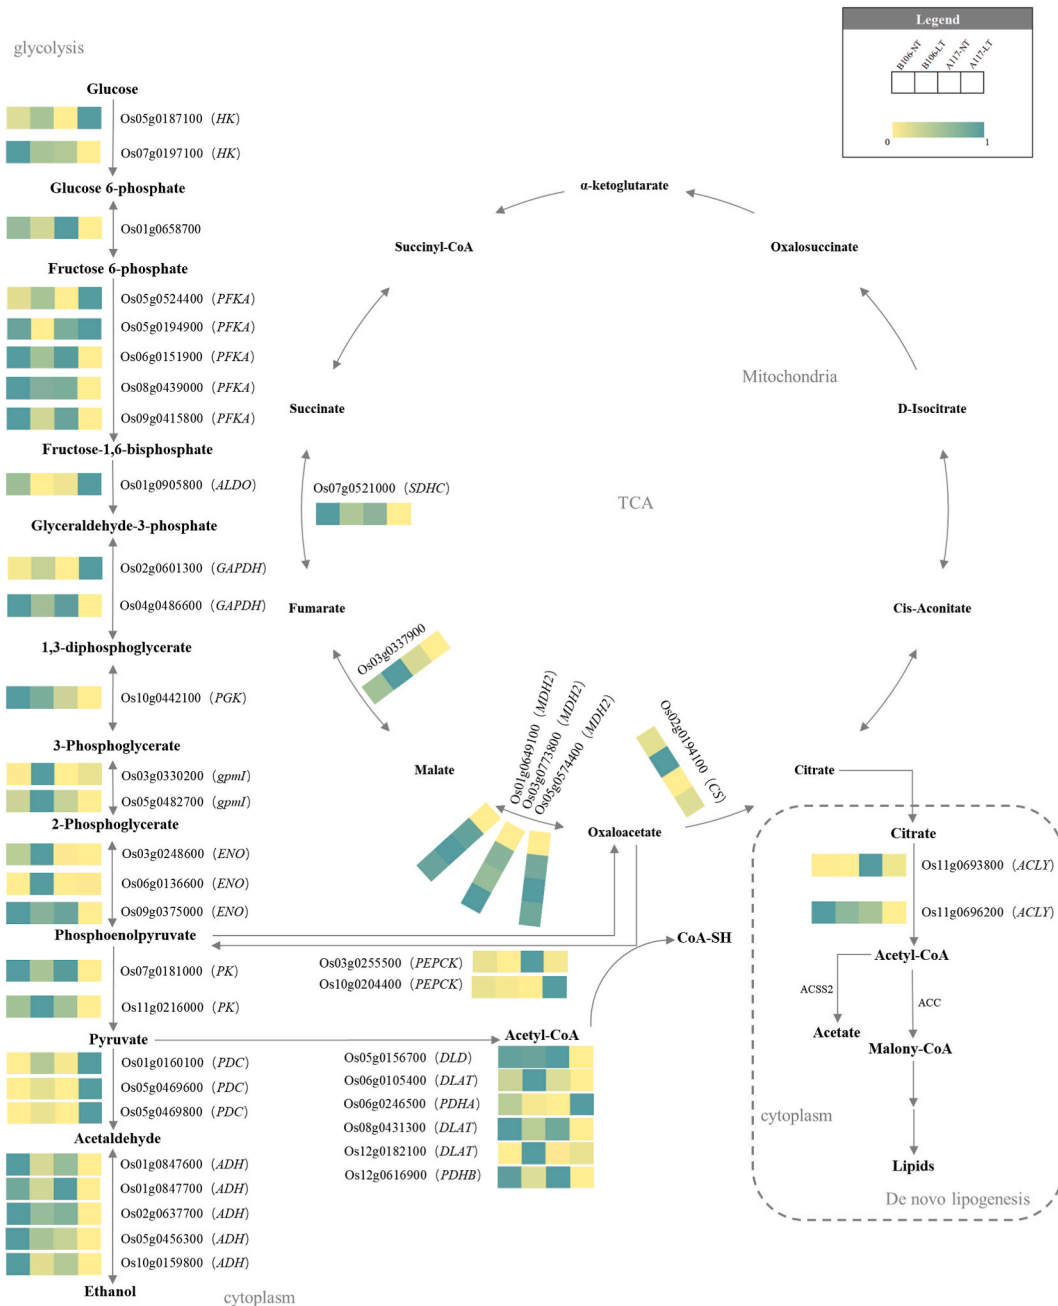 Legend
B106-NT
B106-LT
A117-NT
A117-LT
0
1
glycolysis
Glucose
Os05g0187100 (HK)
Os07g0197100 (HK)
Glucose 6-phosphate
Os01g0658700
Fructose 6-phosphate
Os05g0524400 (PFKA)
Os05g0194900 (PFKA)
Os06g0151900 (PFKA)
Os08g0439000 (PFKA)
Os09g0415800 (PFKA)
Fructose-1,6-bisphosphate
Os01g0905800 (ALDO)
Glyceraldehyde-3-phosphate
Os02g0601300 (GAPDH)
Os04g0486600 (GAPDH)
1,3-diphosphoglycerate
Os10g0442100 (PGK)
3-Phosphoglycerate
Os03g0330200 (gpmI)
Os05g0482700 (gpmI)
2-Phosphoglycerate
Os03g0248600 (ENO)
Os06g0136600 (ENO)
Os09g0375000 (ENO)
Phosphoenolpyruvate
Os07g0181000 (PK)
Os11g0216000 (PK)
Pyruvate
Os01g0160100 (PDC)
Os05g0469600 (PDC)
Os05g0469800 (PDC)
Acetaldehyde
Os01g0847600 (ADH)
Os01g0847700 (ADH)
Os02g0637700 (ADH)
Os05g0456300 (ADH)
Os10g0159800 (ADH)
Ethanol
cytoplasm
α-ketoglutarate
Succinyl-CoA
Oxalosuccinate
Mitochondria
Succinate
D-Isocitrate
Os07g0521000 (SDHC)
TCA
Fumarate
Cis-Aconitate
Os03g0337900
Malate
Os01g0649100 (MDH2)
Os03g0773800 (MDH2)
Os05g0574400 (MDH2)
Oxaloacetate
Os02g0194100 (CS)
Citrate
Os03g0255500 (PEPCK)
Os10g0204400 (PEPCK)
CoA-SH
Acetyl-CoA
Os05g0156700 (DLD)
Os06g0105400 (DLAT)
Os06g0246500 (PDHA)
Os08g0431300 (DLAT)
Os12g0182100 (DLAT)
Os12g0616900 (PDHB)
Citrate
Os11g0693800 (ACLY)
Os11g0696200 (ACLY)
Acetyl-CoA
ACSS2
ACC
Acetate
Malony-CoA
cytoplasm
Lipids
De novo lipogenesis